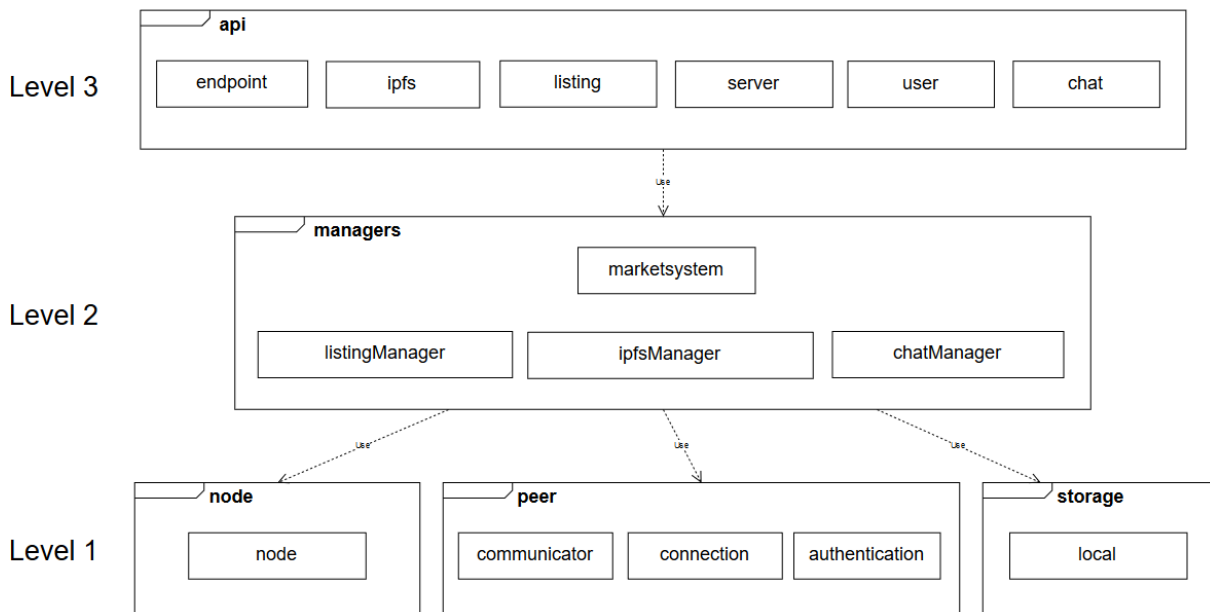 api
Level 3
endpoint
ipfs
listing
server
user
chat
Use
managers
marketsystem
Level 2
listingManager
ipfsManager
chatManager
Use
Use
Use
node
peer
storage
Level 1
node
communicator
connection
authentication
local